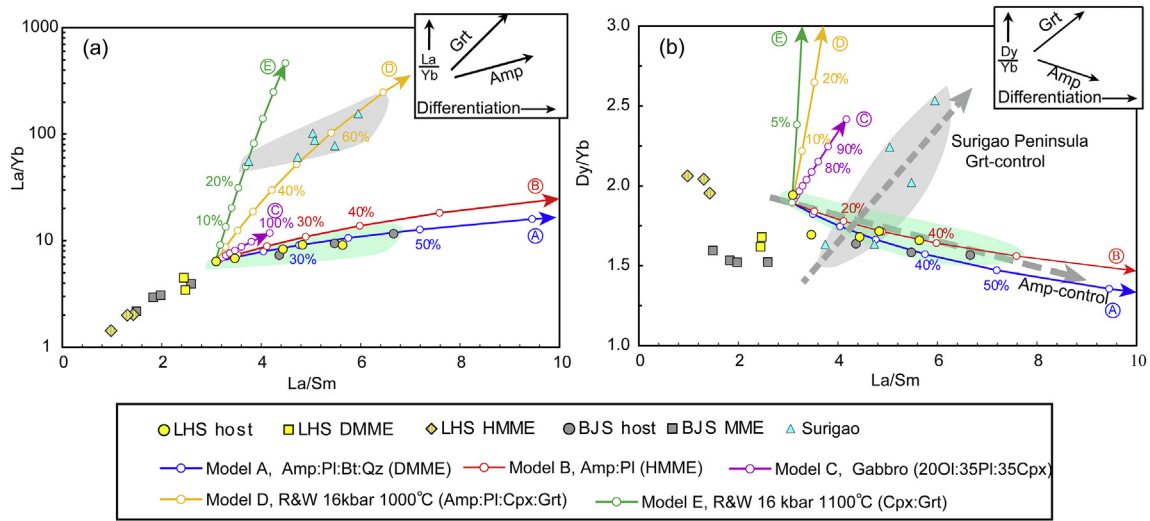 (a)
1000
100
10
1
La/Yb
0
2
4
6
8
10
La/Sm
La
Yb
Grt
Amp
Differentiation
E
D
C
B
A
20%
10%
60%
40%
100%
30%
40%
30%
50%
(b)
3.0
2.5
2.0
1.5
1.0
Dy/Yb
0
2
4
6
8
10
La/Sm
Dy
Yb
Grt
Amp
Differentiation
E
D
C
B
A
20%
5%
10%
90%
80%
20%
40%
40%
50%
Surigao Peninsula
Grt-control
Amp-control
LHS host LHS DMME LHS HMME BJS host BJS MME Surigao
Model A, Amp:Pl:Bt:Qz (DMME) Model B, Amp:Pl (HMME) Model C, Gabbro (20Ol:35Pl:35Cpx)
Model D, R&W 16kbar 1000°C (Amp:Pl:Cpx:Grt) Model E, R&W 16 kbar 1100°C (Cpx:Grt)